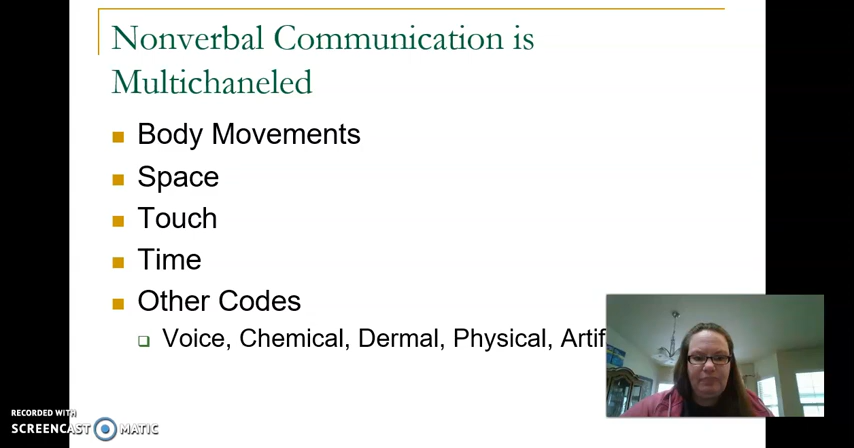 Nonverbal Communication is
Multichaneled
Body Movements
Space
Touch
Time
Other Codes
Voice, Chemical, Dermal, Physical, Artif
RECORDED WITH
SCREENCAST MATIC